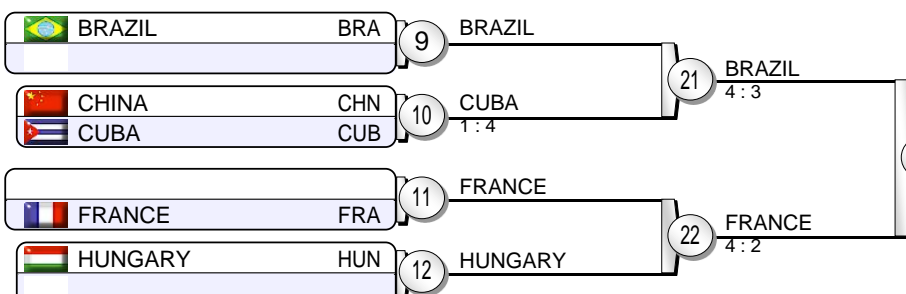 BRAZIL BRA
9
BRAZIL
21
BRAZIL
4 : 3
CHINA CHN
CUBA CUB
10
CUBA
1 : 4
11
FRANCE
FRANCE FRA
22
FRANCE
4 : 2
HUNGARY HUN
12
HUNGARY